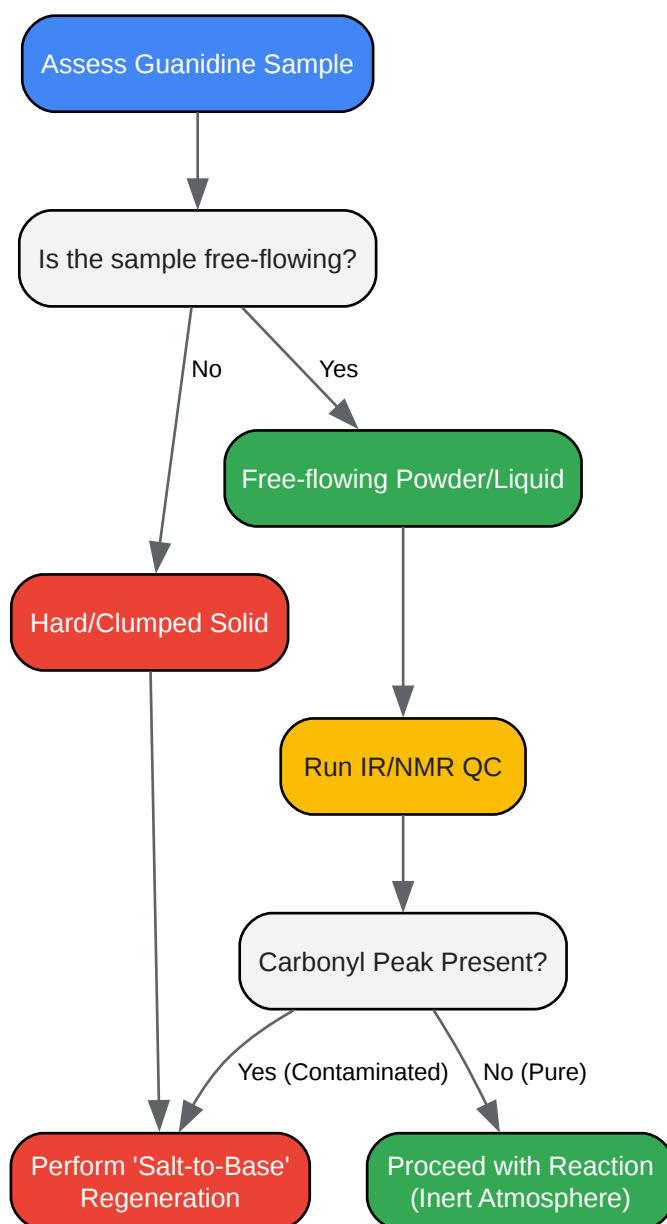 Assess Guanidine Sample
Is the sample free-flowing?
No
Yes
Free-flowing Powder/Liquid
Hard/Clumped Solid
Run IR/NMR QC
Carbonyl Peak Present?
Yes (Contaminated)
No (Pure)
Perform 'Salt-to-Base'
Regeneration
Proceed with Reaction
(Inert Atmosphere)